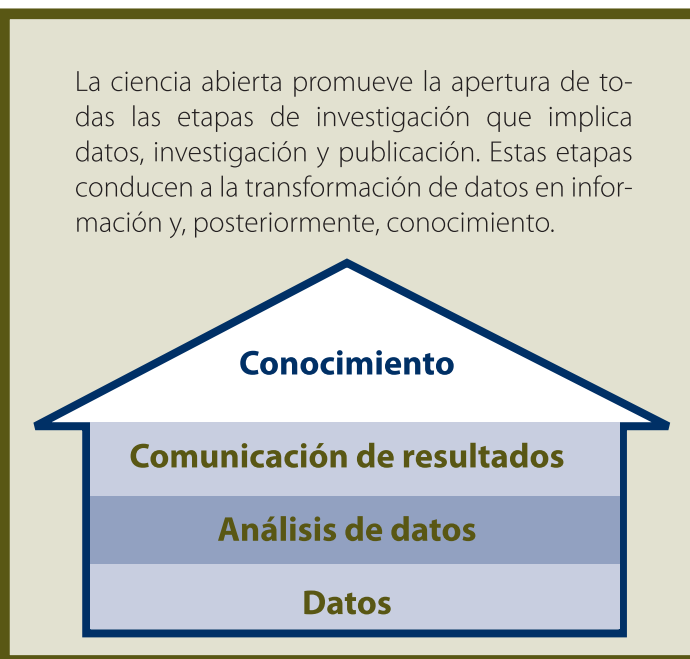 La ciencia abierta promueve la apertura de to-
das las etapas de investigación que implica
datos, investigación y publicación. Estas etapas
conducen a la transformación de datos en infor-
mación y, posteriormente, conocimiento.
Conocimiento
Comunicación de resultados
Análisis de datos
Datos